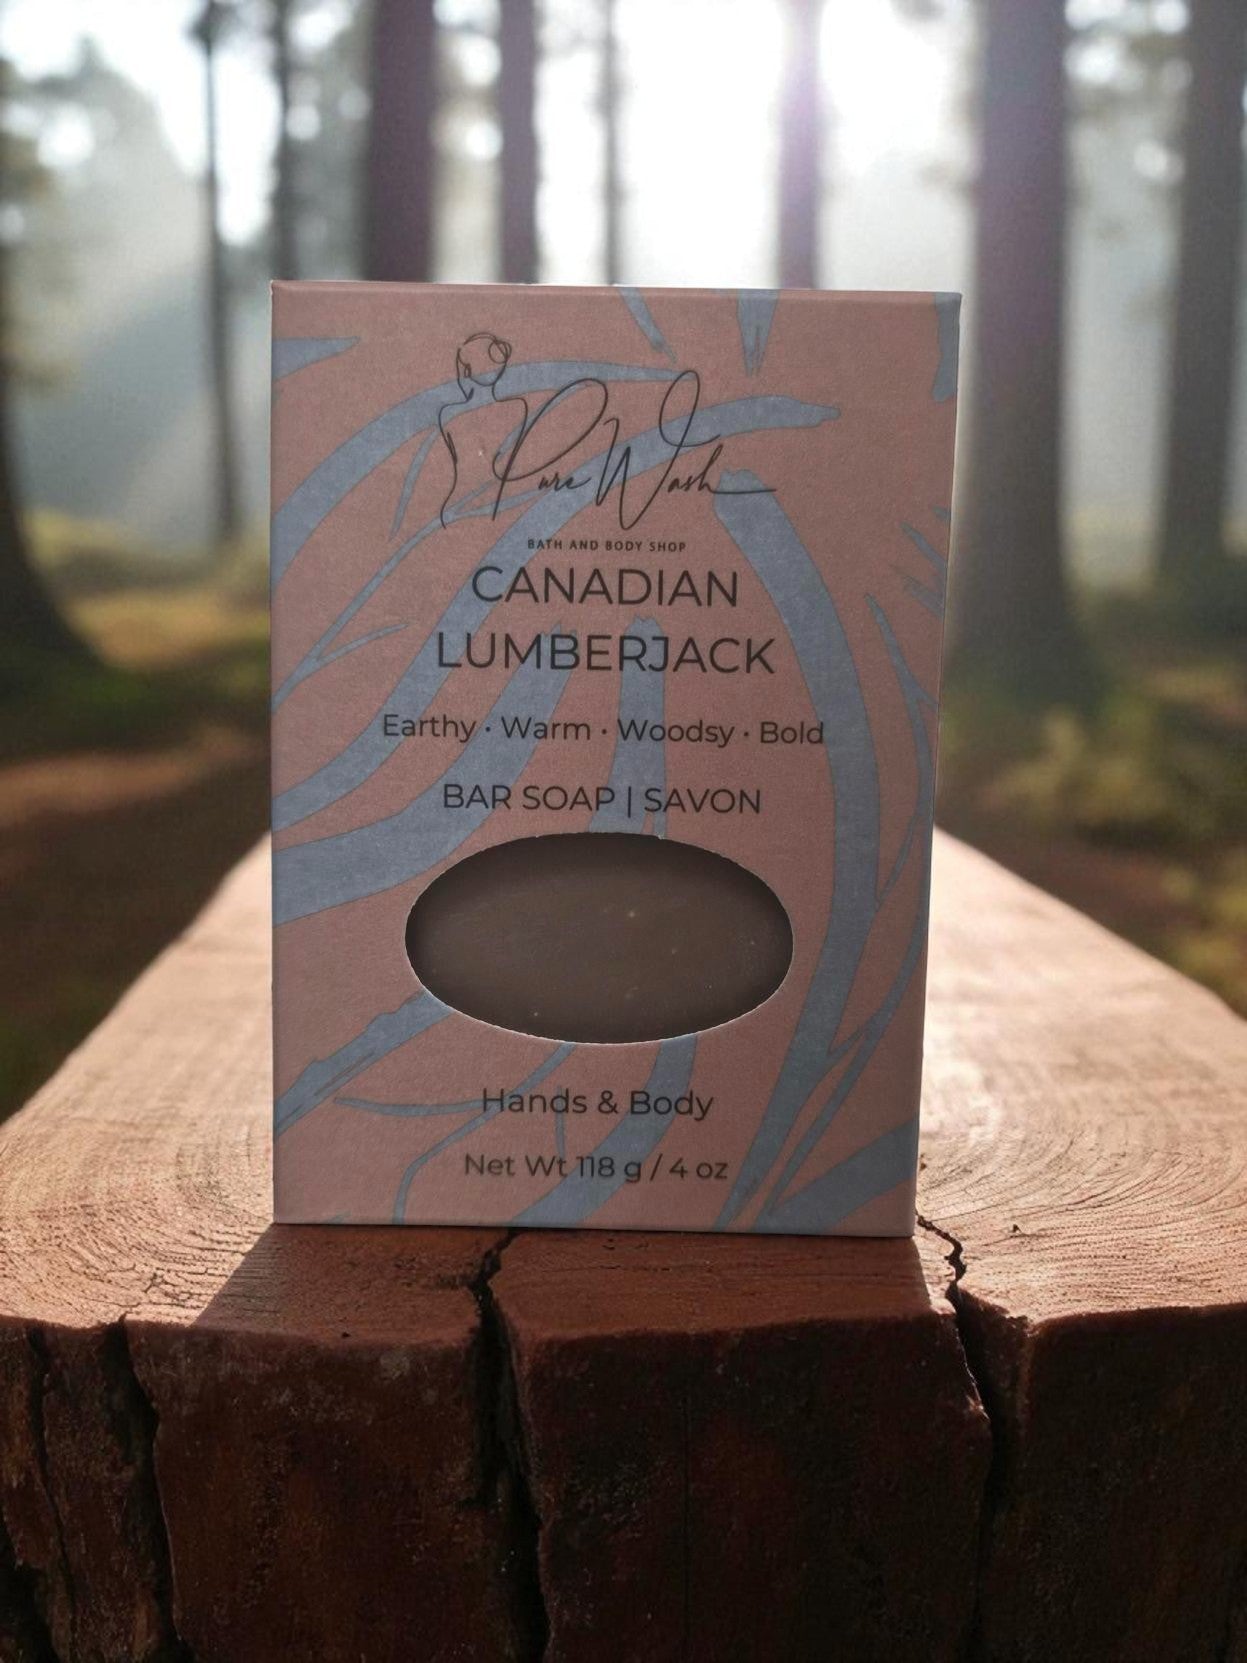 Pure Wash
BATH AND BODY SHOP
CANADIAN
LUMBERJACK
Earthy · Warm · Woodsy · Bold
BAR SOAP | SAVON
Hands & Body
Net Wt 118 g / 4 oz